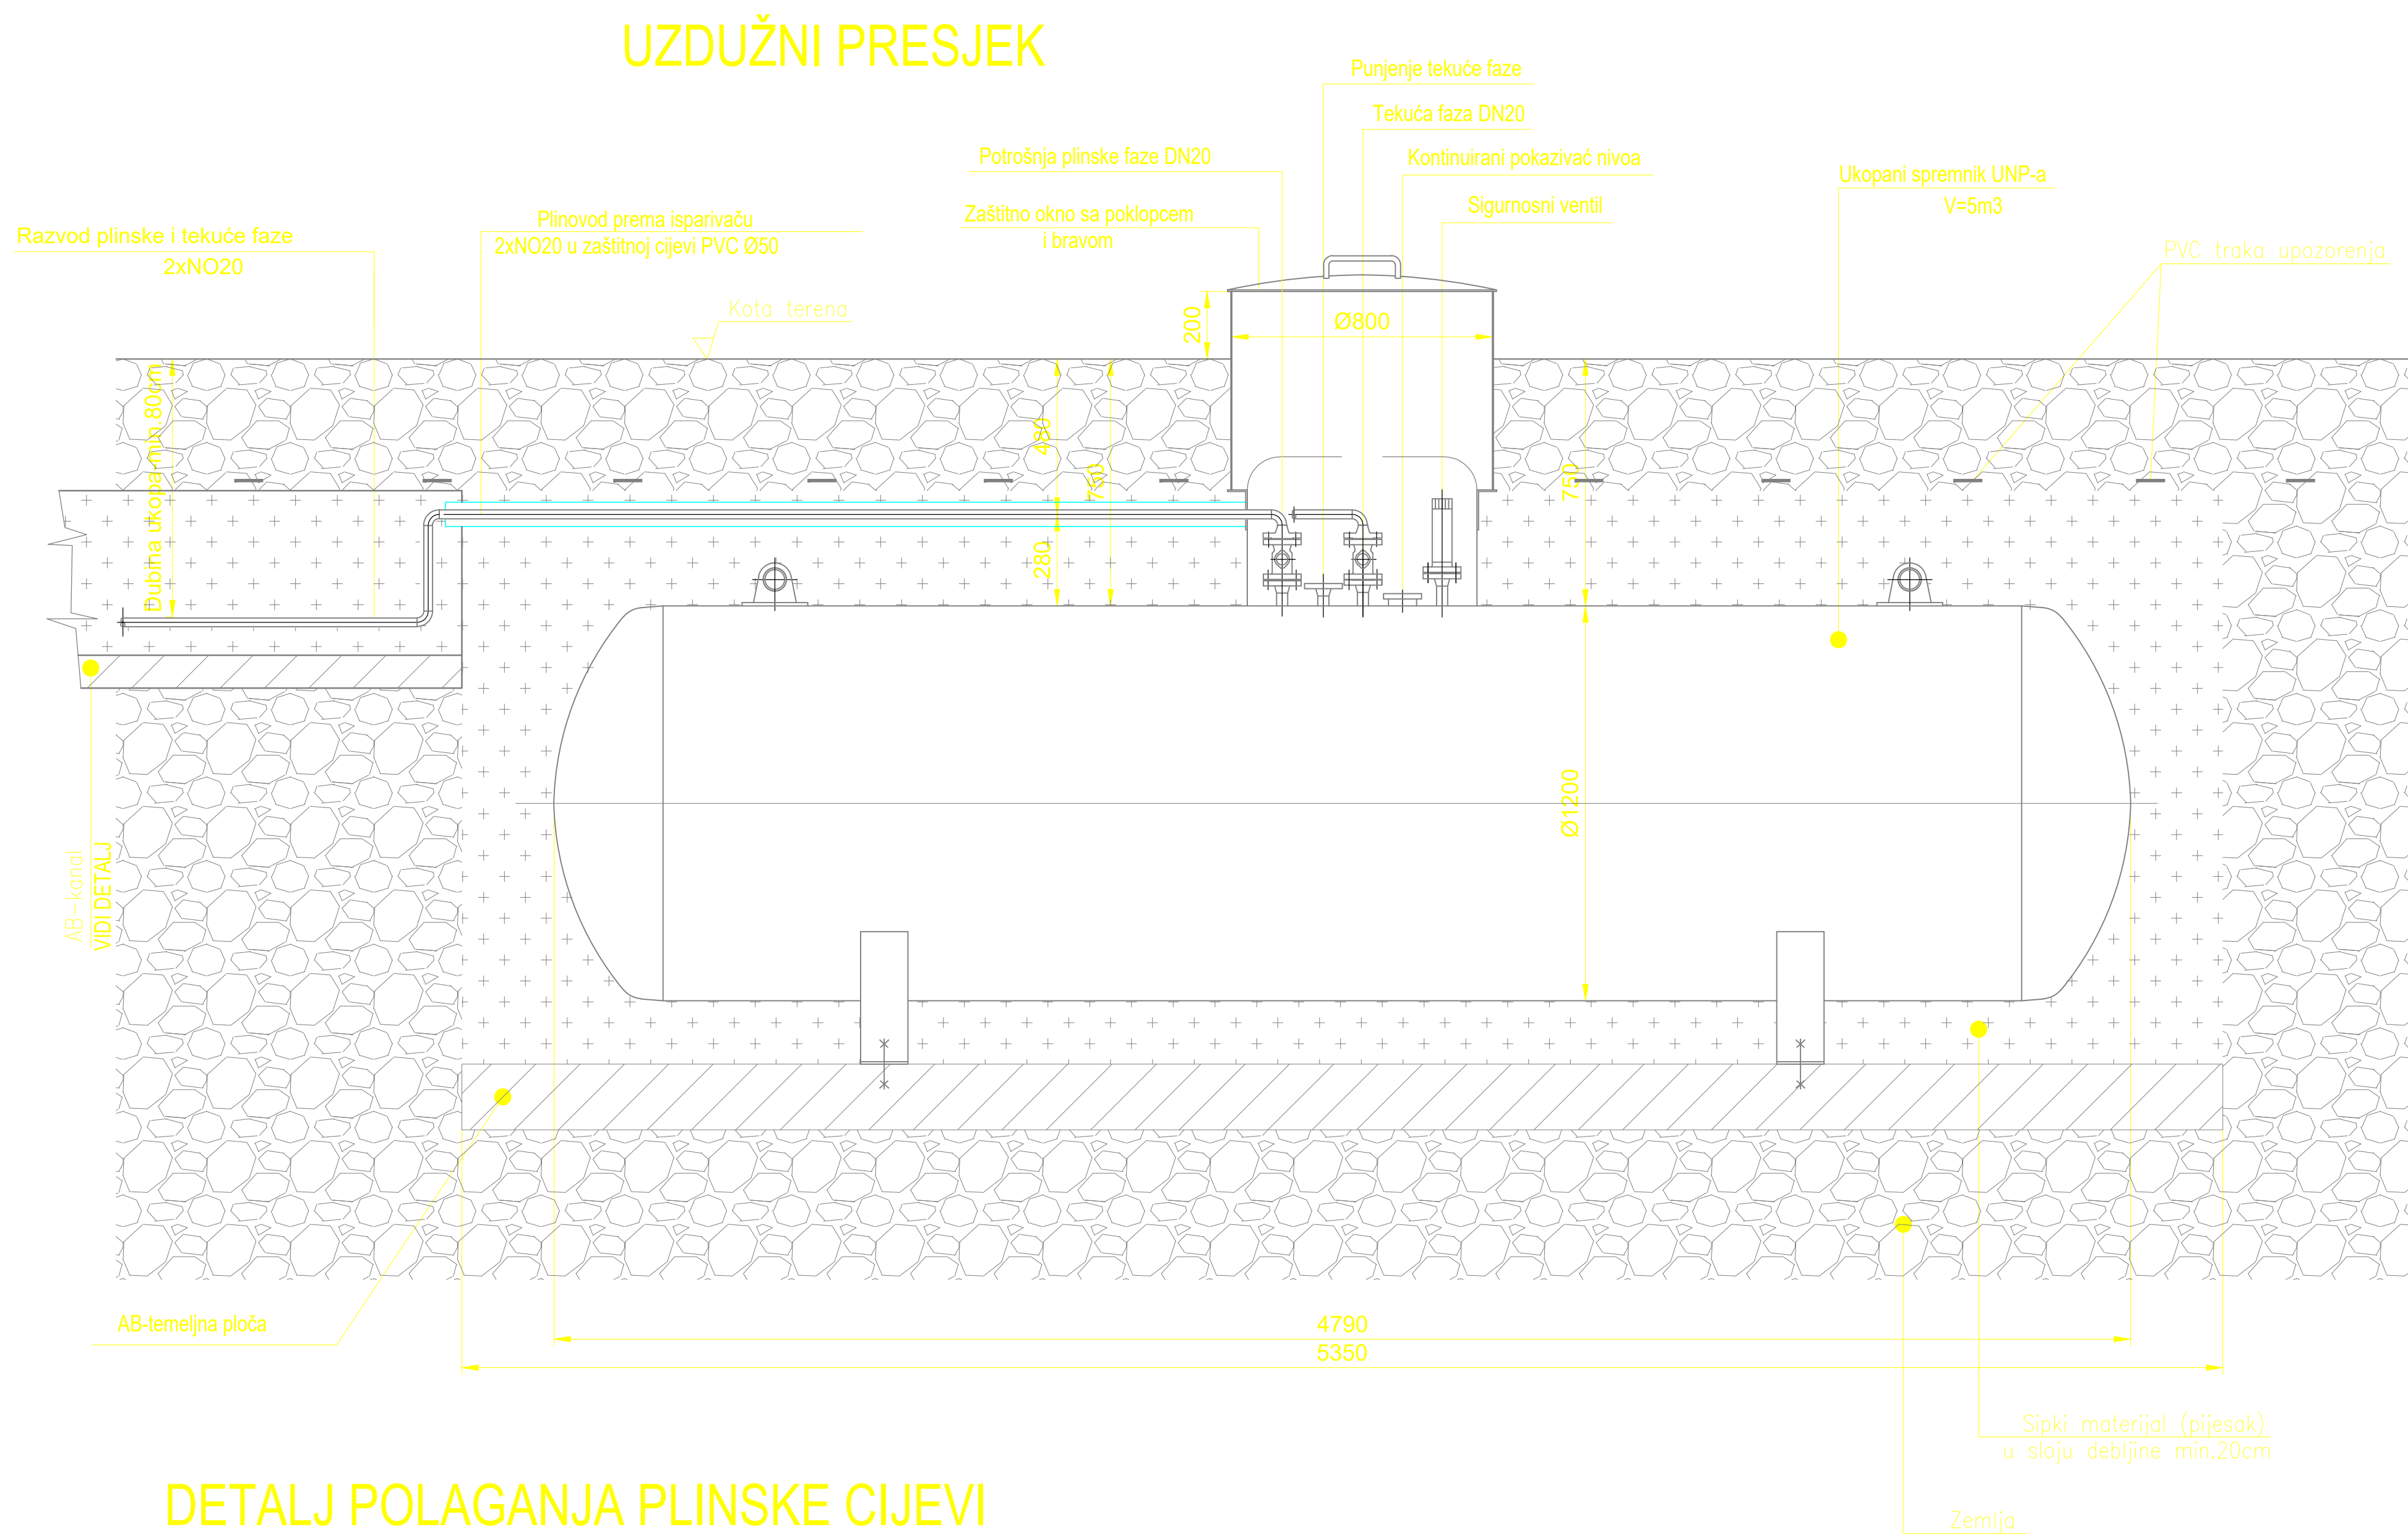 UZDUŽNI PRESJEK
Punjenje tekuće faze
Tekuća faza DN20
Potrošnja plinske faze DN20
Kontinuirani pokazivač nivoa
Ukopani spremnik UNP-a
V=5m3
Sigurnosni ventil
Zaštitno okno sa poklopcem
i bravom
Plinovod prema isparivaču
2xNO20 u zaštitnoj cijevi PVC Ø50
Razvod plinske i tekuće faze
2xNO20
PVC traka upozorenja
Kota terena
200
Ø800
Dubina ukopa min.80cm
480
750
750
280
Ø1200
AB-kanal
VIDI DETALJ
AB-temeljna ploča
4790
5350
Sipki materijal (pijesak)
u sloju debljine min.20cm
Zemlja
DETALJ POLAGANJA PLINSKE CIJEVI